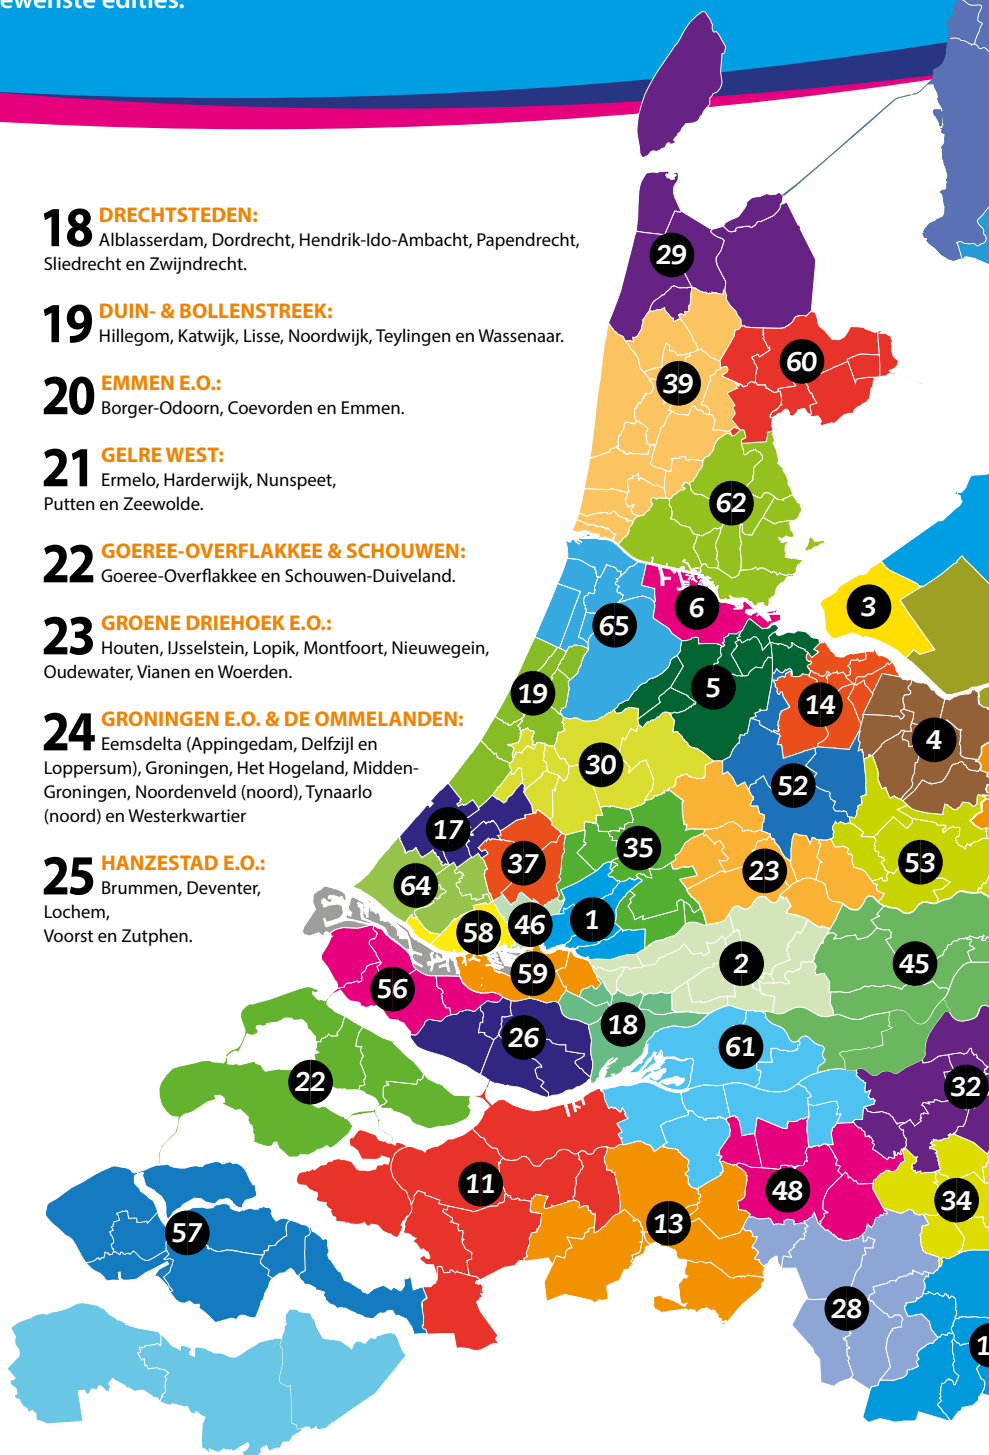 ewenste edities.
18 DRECHTSTEDEN:
Alblasserdam, Dordrecht, Hendrik-Ido-Ambacht, Papendrecht,
Sliedrecht en Zwijndrecht.
19 DUIN- & BOLLENSTREEK:
Hillegom, Katwijk, Lisse, Noordwijk, Teylingen en Wassenaar.
20 EMMEN E.O.:
Borger-Odoorn, Coevorden en Emmen.
21 GELRE WEST:
Ermelo, Harderwijk, Nunspeet,
Putten en Zeewolde.
22 GOEREE-OVERFLAKKEE & SCHOUWEN:
Goeree-Overflakkee en Schouwen-Duiveland.
23 GROENE DRIEHOEK E.O.:
Houten, IJsselstein, Lopik, Montfoort, Nieuwegein,
Oudewater, Vianen en Woerden.
24 GRONINGEN E.O. & DE OMMELANDEN:
Eemsdelta (Appingedam, Delfzijl en
Loppersum), Groningen, Het Hogeland, Midden-
Groningen, Noordenveld (noord), Tynaarlo
(noord) en Westerkwartier
25 HANZESTAD E.O.:
Brummen, Deventer,
Lochem,
Voorst en Zutphen.
29
60
39
62
3
6
65
5
19
14
4
30
52
17
35
37
53
23
64
46
1
58
2
45
59
56
18
26
61
22
32
11
48
34
13
57
28
1